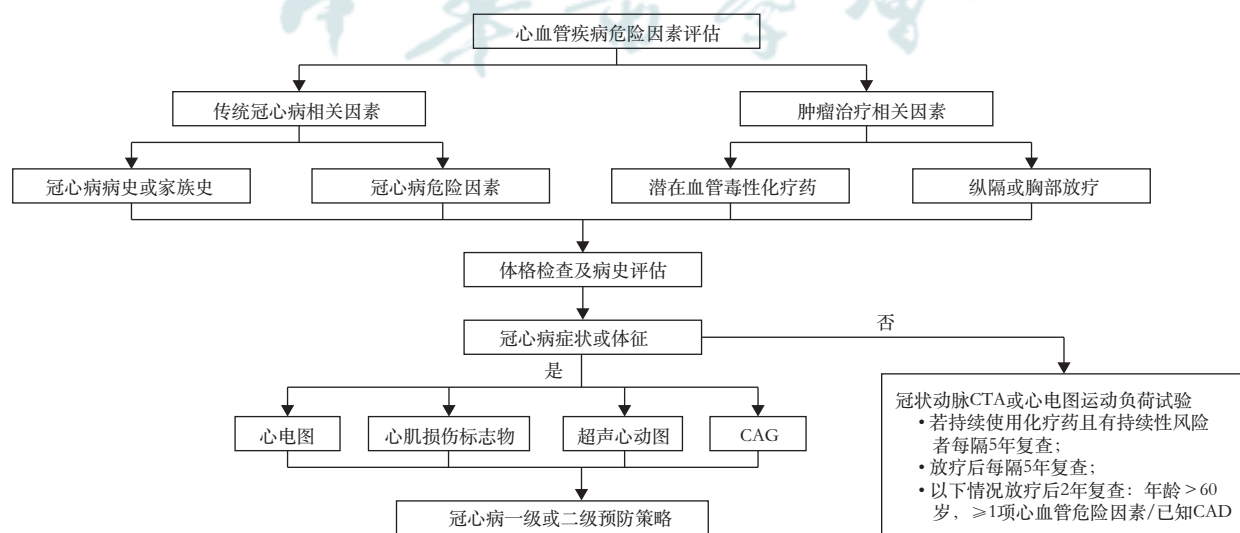 心血管疾病危险因素评估
传统冠心病相关因素
肿瘤治疗相关因素
冠心病病史或家族史
冠心病危险因素
潜在血管毒性化疗药
纵隔或胸部放疗
体格检查及病史评估
冠心病症状或体征
否
是
心电图
心肌损伤标志物
超声心动图
CAG
冠心病一级或二级预防策略
冠状动脉CTA或心电图运动负荷试验
• 若持续使用化疗药且有持续性风险
者每隔5年复查；
• 放疗后每隔5年复查；
• 以下情况放疗后2年复查：年龄＞60
岁，≥1项心血管危险因素/已知CAD